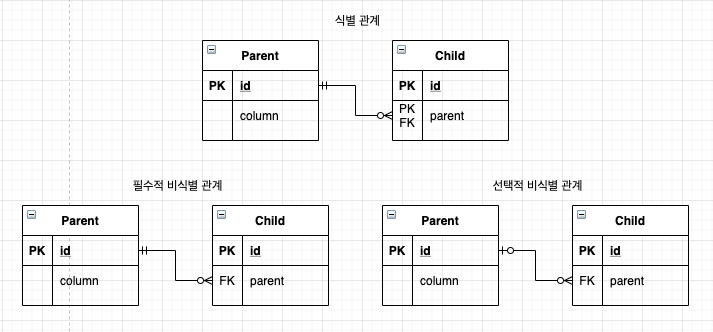 식별 관계
Parent
PK id
column
Child
PK id
PK
FK parent
필수적 비식별 관계
Parent
PK id
column
Child
PK id
FK parent
선택적 비식별 관계
Parent
PK id
column
Child
PK id
FK parent